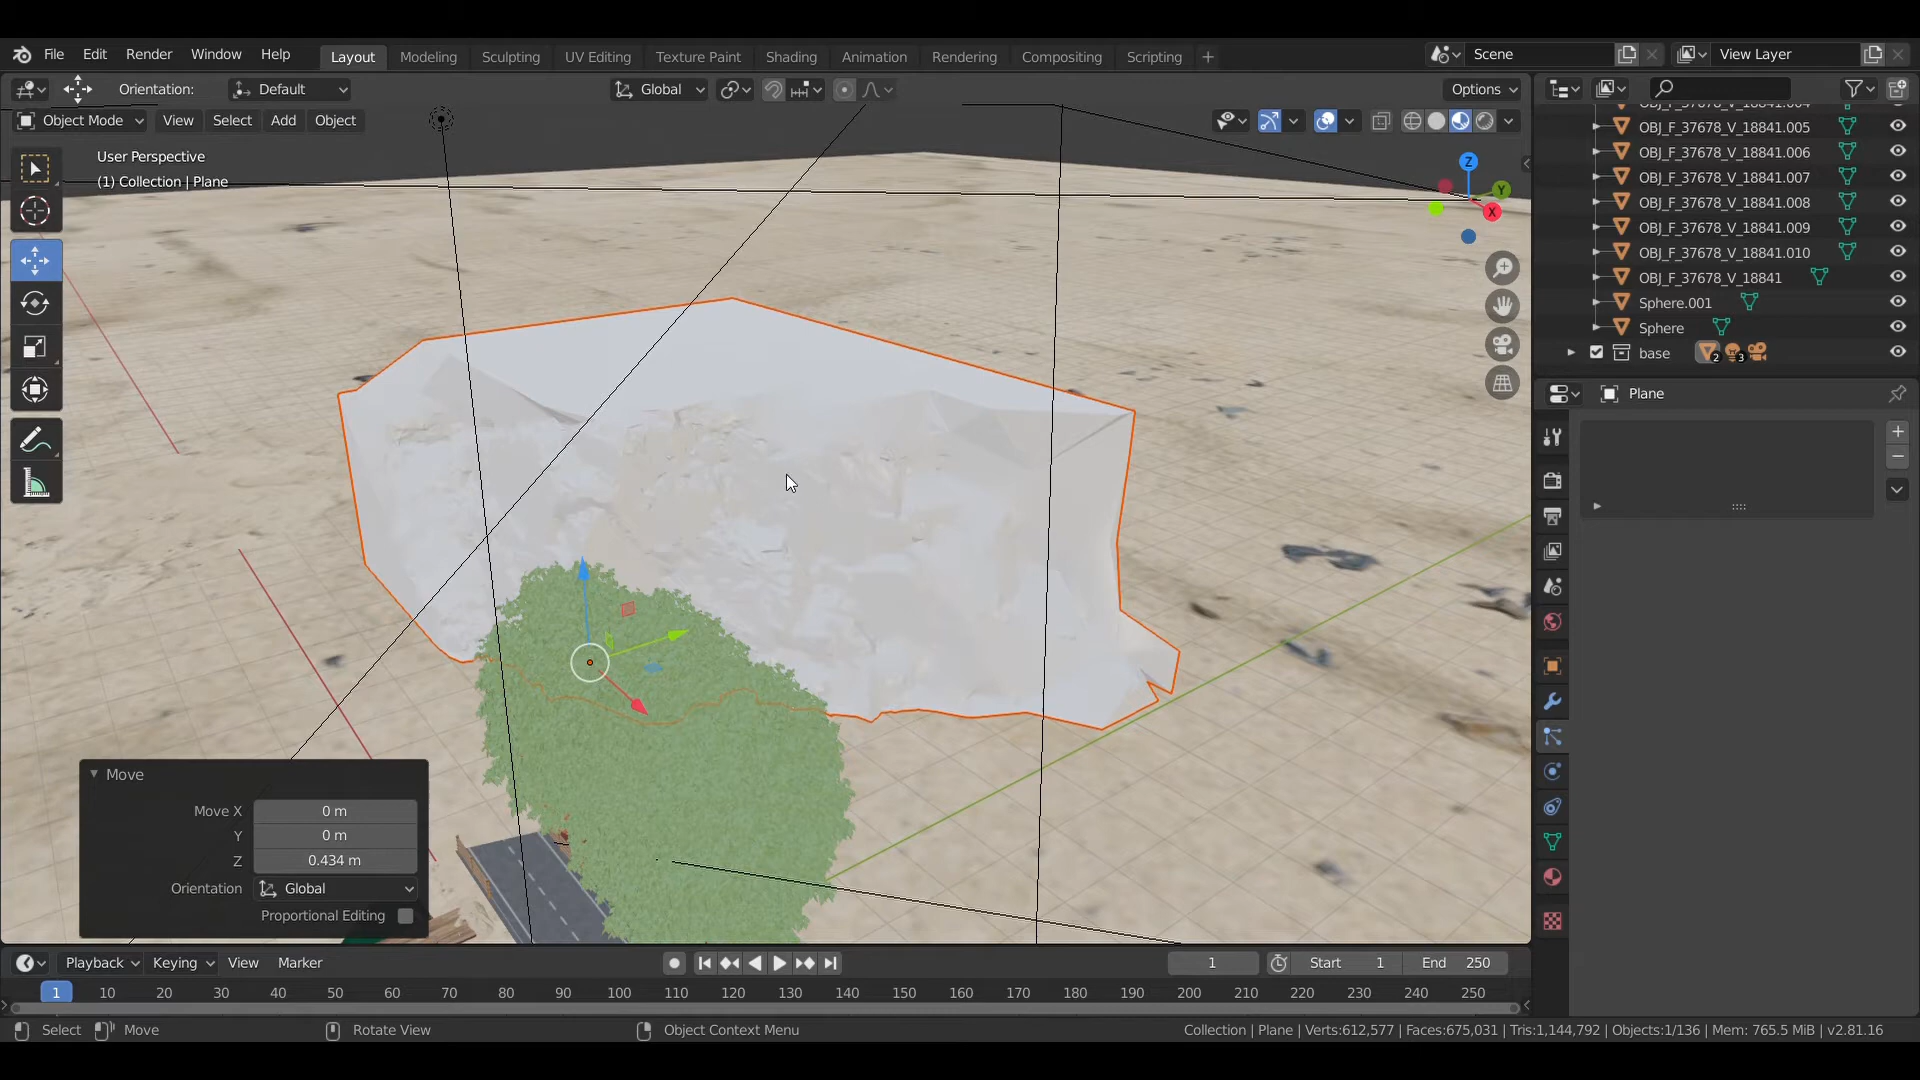 File Edit Render Window Help Layout Modeling Sculpting UV Editing Texture Paint Shading Animation Rendering Compositing Scripting + Scene View Layer
Orientation: Default Global Options
Object Mode View Select Add Object
User Perspective
(1) Collection | Plane
Z
Y
X
OBJ_F_37678_V_18841.004
OBJ_F_37678_V_18841.005
OBJ_F_37678_V_18841.006
OBJ_F_37678_V_18841.007
OBJ_F_37678_V_18841.008
OBJ_F_37678_V_18841.009
OBJ_F_37678_V_18841.010
OBJ_F_37678_V_18841
Sphere.001
Sphere
base 2 3
Plane
Move
Move X 0 m
Y 0 m
Z 0.434 m
Orientation Global
Proportional Editing
Playback Keying View Marker 1 Start 1 End 250
1 10 20 30 40 50 60 70 80 90 100 110 120 130 140 150 160 170 180 190 200 210 220 230 240 250
Select Move Rotate View Object Context Menu Collection | Plane | Verts:612,577 | Faces:675,031 | Tris:1,144,792 | Objects:1/136 | Mem: 765.5 MiB | v2.81.16